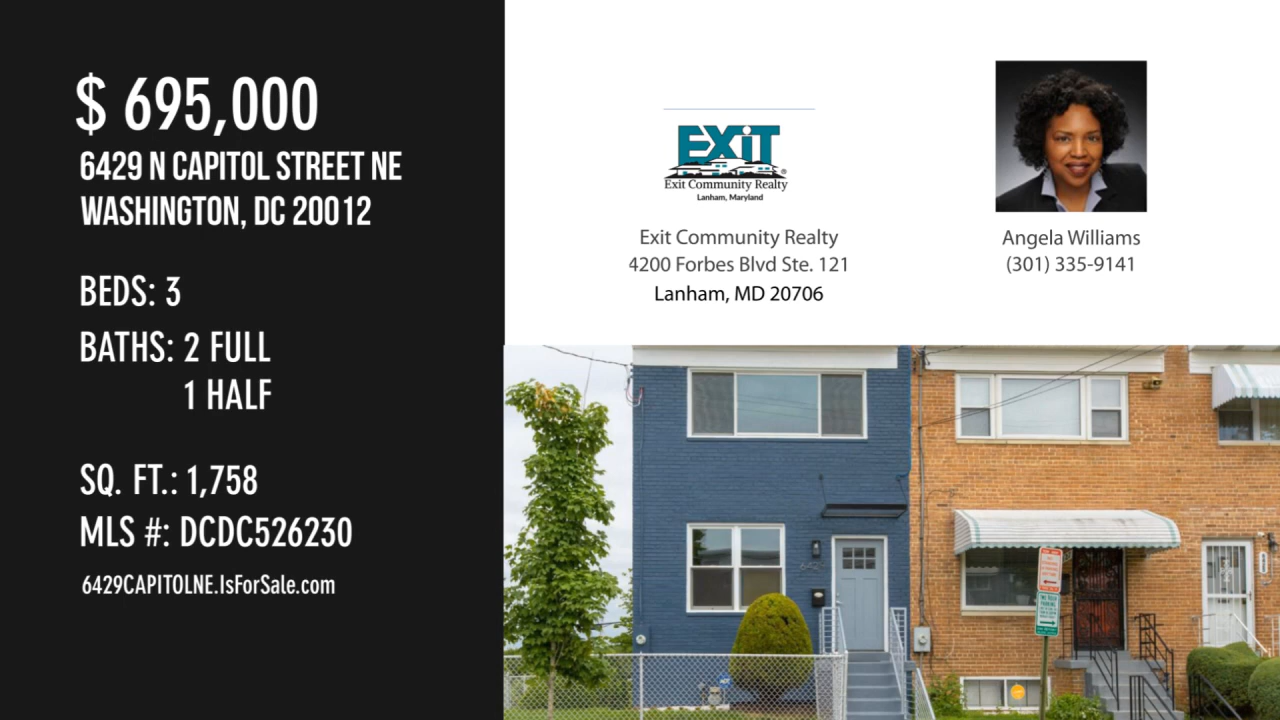 $ 695,000
6429 N CAPITOL STREET NE
WASHINGTON, DC 20012
BEDS: 3
BATHS: 2 FULL
1 HALF
SQ. FT.: 1,758
MLS #: DCDC526230
6429CAPITOLNE.IsForSale.com
EXiT
Exit Community Realty
Lanham, Maryland
Exit Community Realty
4200 Forbes Blvd Ste. 121
Lanham, MD 20706
Angela Williams
(301) 335-9141